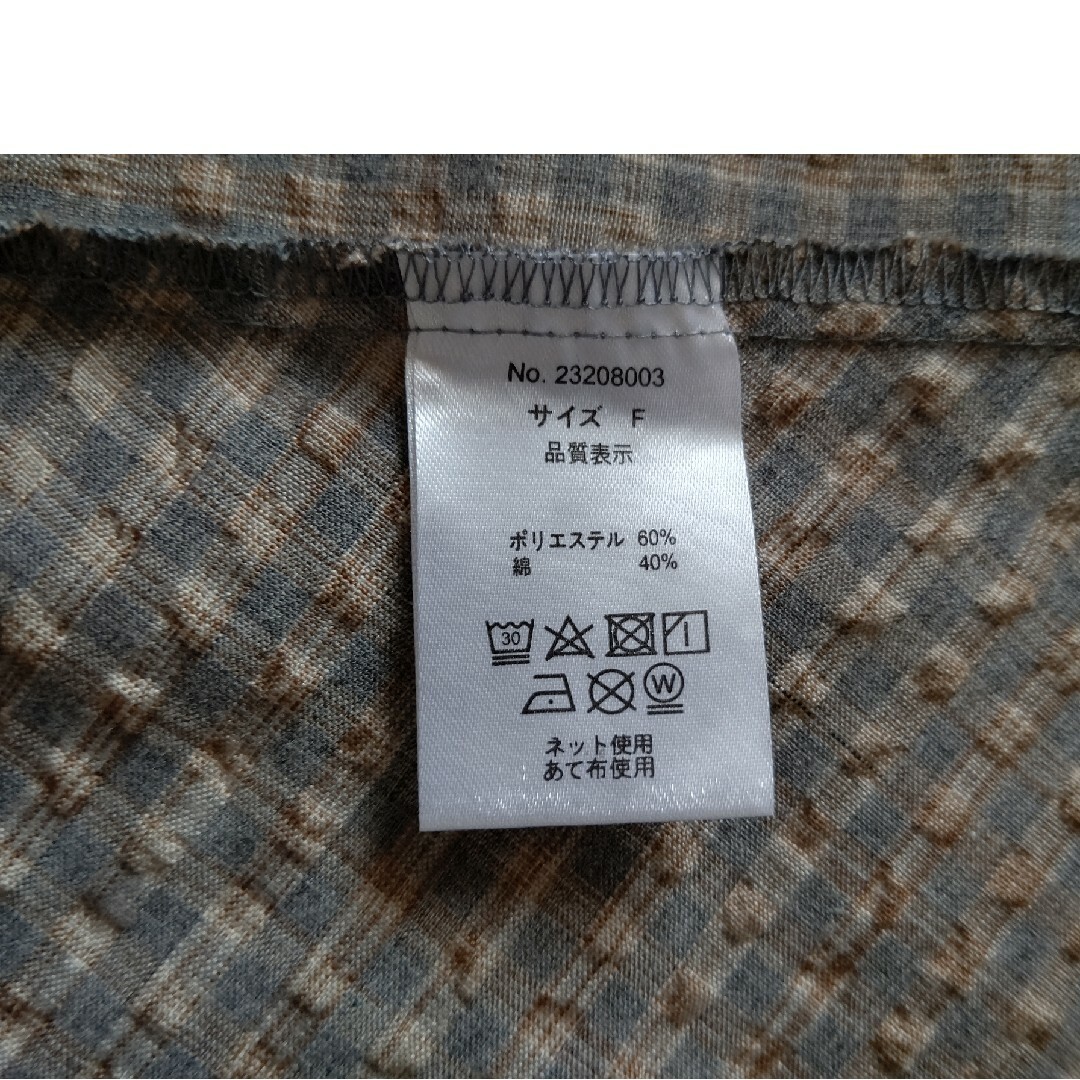 No. 23208003
サイズ F
品質表示
ポリエステル 60%
綿 40%
30
W
ネット使用
あて布使用